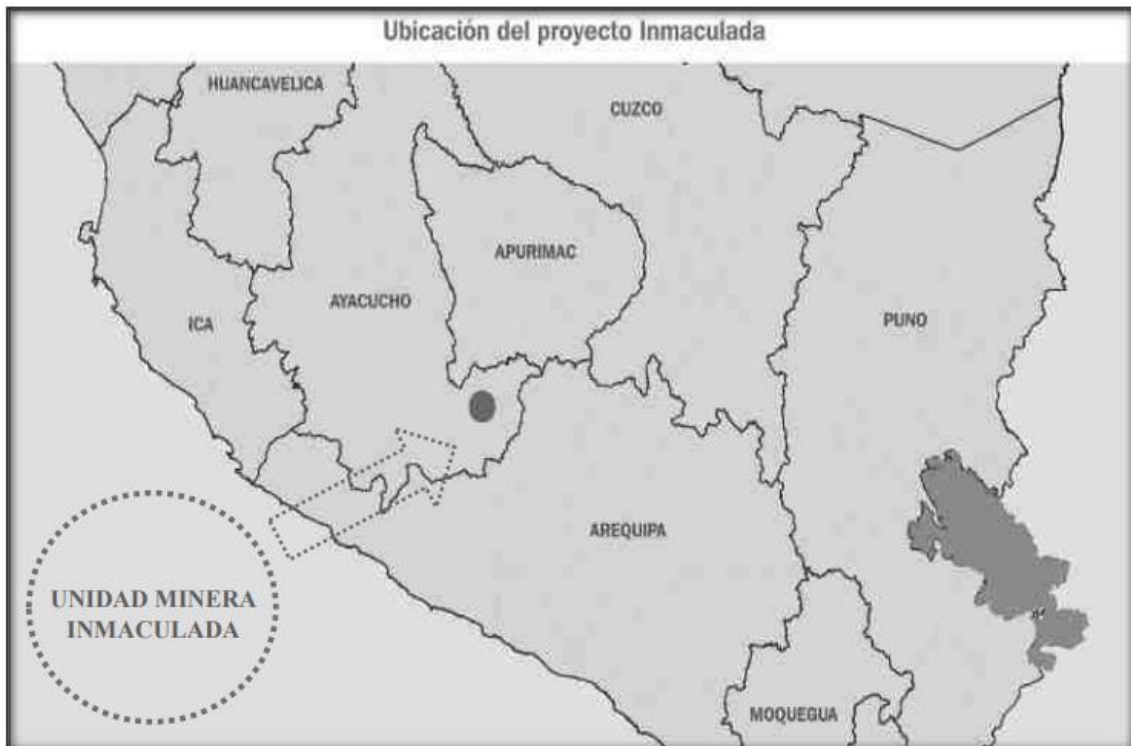 Ubicación del proyecto Inmaculada
HUANCAVELICA
CUZCO
APURIMAC
AYACUCHO
ICA
PUNO
AREQUIPA
UNIDAD MINERA
INMACULADA
MOQUEGUA